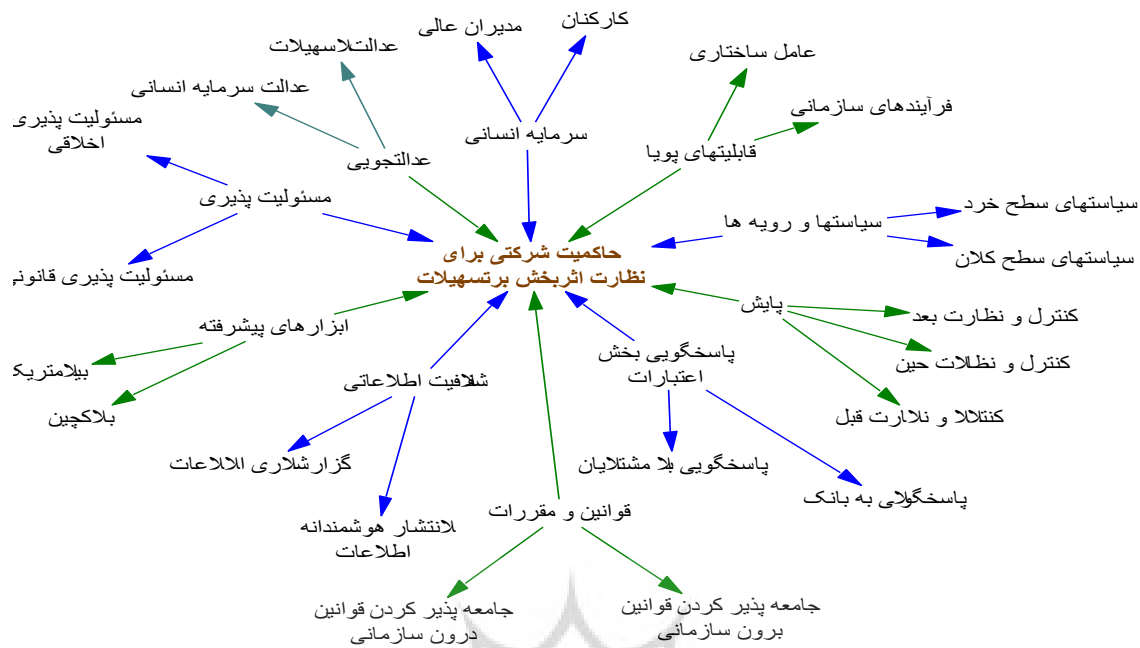 کارکنان
مدیران عالی
عدالتلاسهیلات
عامل ساختاری
عدالت سرمایه انسانی
فرآیندهای سازمانی
مسئولیت پذیری
اخلاقی
سرمایه انسانی
قابلیتهای پویا
عدالتجویی
مسئولیت پذیری
سیاستها و رویه ها
سیاستهای سطح خرد
سیاستهای سطح کلان
حاکمیت شرکتی برای
نظارت اثربخش برتسهیلات
مسئولیت پذیری قانونی
پایش
کنترل و نظارت بعد
ابزارهای پیشرفته
کنترل و نظالات حین
پاسخگویی بخش
اعتبارات
بیلامتریک
شلافیت اطلاعاتی
بلاکچین
کنتلالا و نلاارت قبل
گزارشلاری الالاعات
پاسخگویی بلا مشتلایان
پاسخگولای به بانک
قوانین و مقررات
لانتشار هوشمندانه
اطلاعات
جامعه پذیر کردن قوانین
برون سازمانی
جامعه پذیر کردن قوانین
درون سازمانی